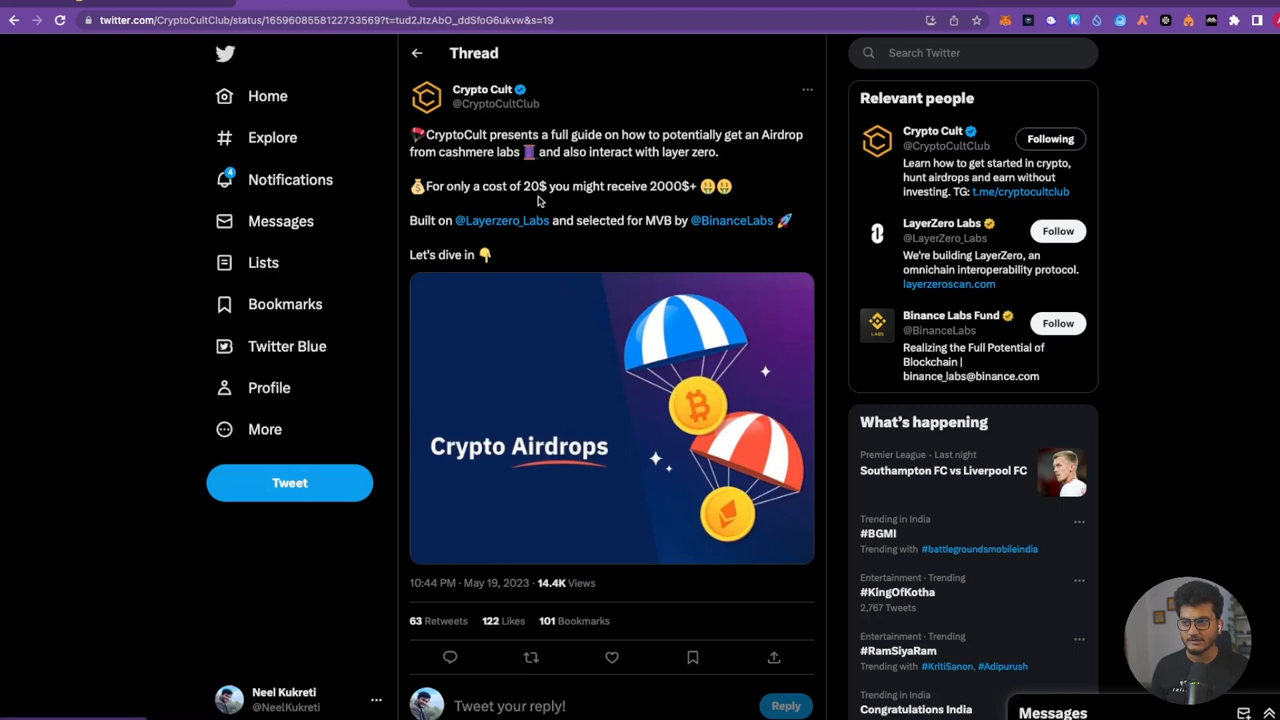 twitter.com/CryptoCultClub/status/1659608558122733569?t=tud2JtzAbO_ddSfoG6ukvw&s=19
Home
Explore
4
Notifications
Messages
Lists
Bookmarks
Twitter Blue
Profile
More
Tweet
Neel Kukreti
@NeelKukreti
Thread
Crypto Cult
@CryptoCultClub
CryptoCult presents a full guide on how to potentially get an Airdrop
from cashmere labs 🧵 and also interact with layer zero.
💰For only a cost of 20$ you might receive 2000$+ 🤑🤑
Built on @Layerzero_Labs and selected for MVB by @BinanceLabs 🚀
Let's dive in 👇
Crypto Airdrops
10:44 PM · May 19, 2023 · 14.4K Views
63 Retweets 122 Likes 101 Bookmarks
Tweet your reply!
Reply
Search Twitter
Relevant people
Crypto Cult
@CryptoCultClub
Following
Learn how to get started in crypto,
hunt airdrops and earn without
investing. TG: t.me/cryptocultclub
LayerZero Labs
@LayerZero_Labs
Follow
We're building LayerZero, an
omnichain interoperability protocol.
layerzeroscan.com
Binance Labs Fund
@BinanceLabs
Follow
Realizing the Full Potential of
Blockchain |
binance_labs@binance.com
What's happening
Premier League · Last night
Southampton FC vs Liverpool FC
Trending in India
#BGMI
Trending with #battlegroundsmobileindia
Entertainment · Trending
#KingOfKotha
2,767 Tweets
Entertainment · Trending
#RamSiyaRam
Trending with #KritiSanon, #Adipurush
Congratulations India
Messages